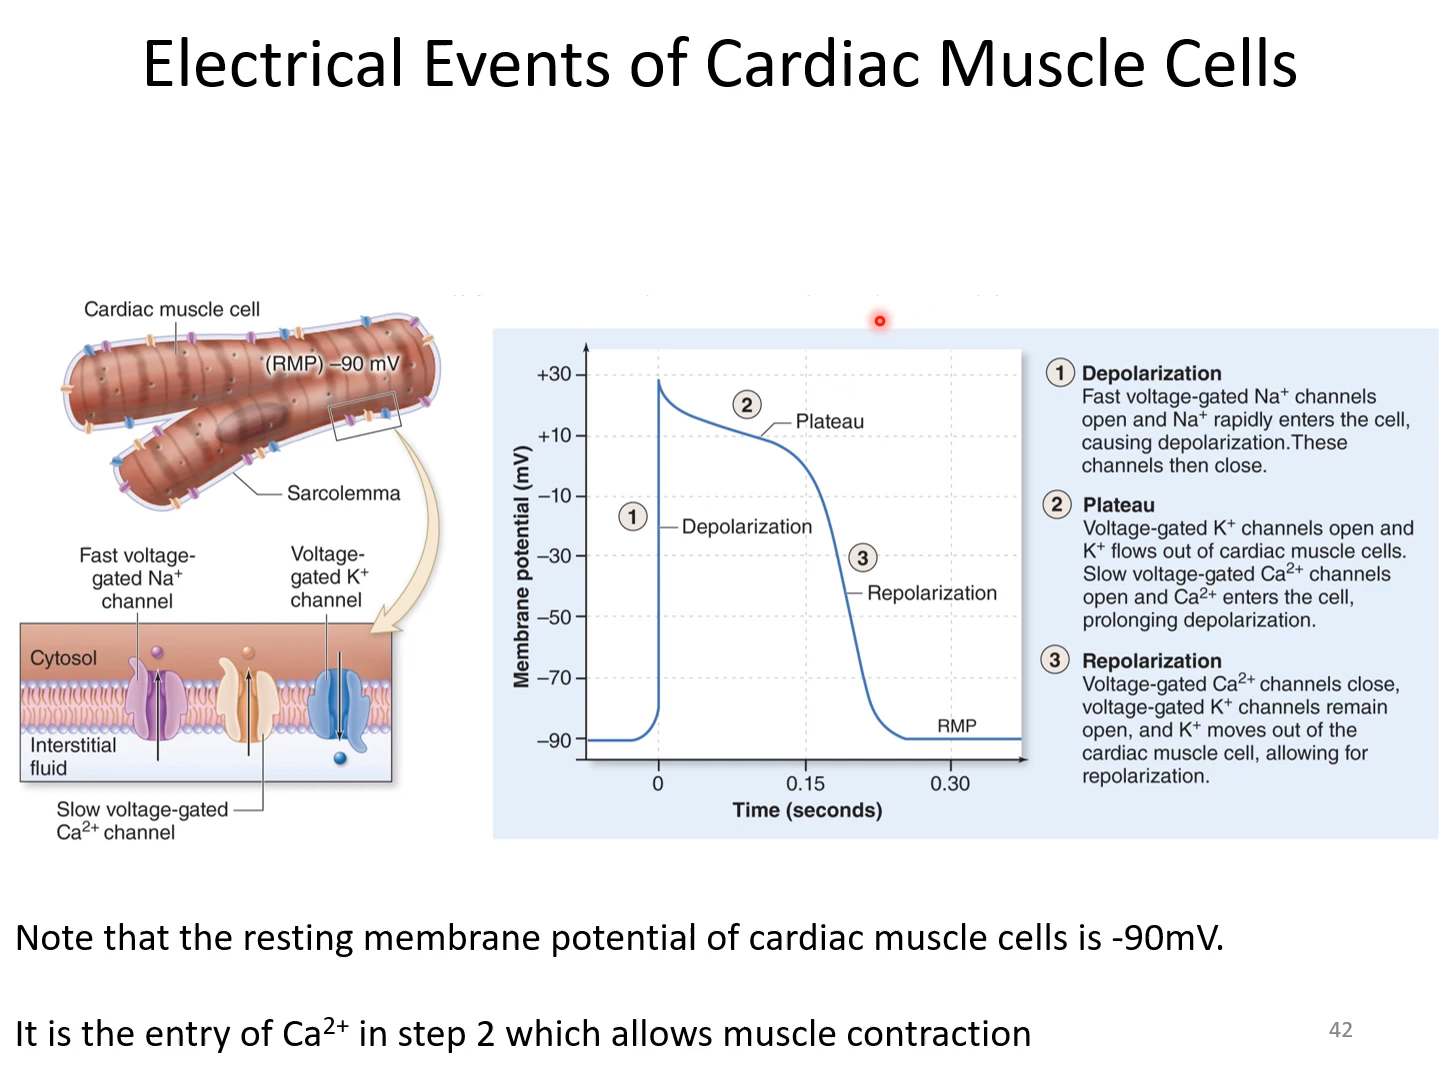 Electrical Events of Cardiac Muscle Cells
Cardiac muscle cell
(RMP) –90 mV
Sarcolemma
Fast voltage-
gated Na⁺
channel
Voltage-
gated K⁺
channel
Cytosol
Interstitial
fluid
Slow voltage-gated
Ca²⁺ channel
Membrane potential (mV)
+30
+10
–10
–30
–50
–70
–90
1
Depolarization
2
Plateau
3
Repolarization
RMP
0
0.15
0.30
Time (seconds)
1 Depolarization
Fast voltage-gated Na⁺ channels
open and Na⁺ rapidly enters the cell,
causing depolarization.These
channels then close.
2 Plateau
Voltage-gated K⁺ channels open and
K⁺ flows out of cardiac muscle cells.
Slow voltage-gated Ca²⁺ channels
open and Ca²⁺ enters the cell,
prolonging depolarization.
3 Repolarization
Voltage-gated Ca²⁺ channels close,
voltage-gated K⁺ channels remain
open, and K⁺ moves out of the
cardiac muscle cell, allowing for
repolarization.
Note that the resting membrane potential of cardiac muscle cells is -90mV.
It is the entry of Ca²⁺ in step 2 which allows muscle contraction
42